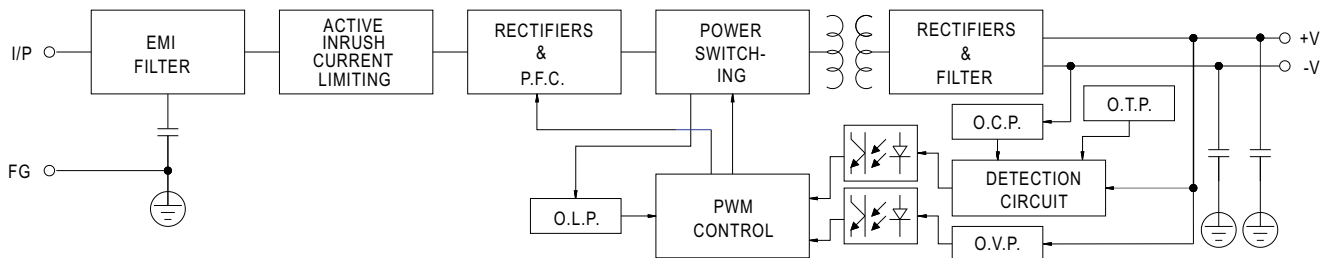 I/P
EMI
FILTER
ACTIVE
INRUSH
CURRENT
LIMITING
RECTIFIERS
&
P.F.C.
POWER
SWITCH-
ING
RECTIFIERS
&
FILTER
+V
-V
O.C.P.
O.T.P.
FG
O.L.P.
PWM
CONTROL
DETECTION
CIRCUIT
O.V.P.